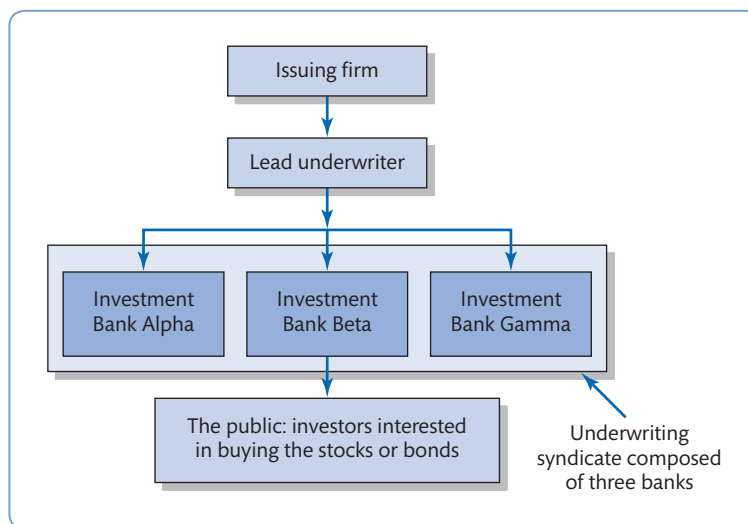 Issuing firm
Lead underwriter
Investment
Bank Alpha
Investment
Bank Beta
Investment
Bank Gamma
The public: investors interested
in buying the stocks or bonds
Underwriting
syndicate composed
of three banks